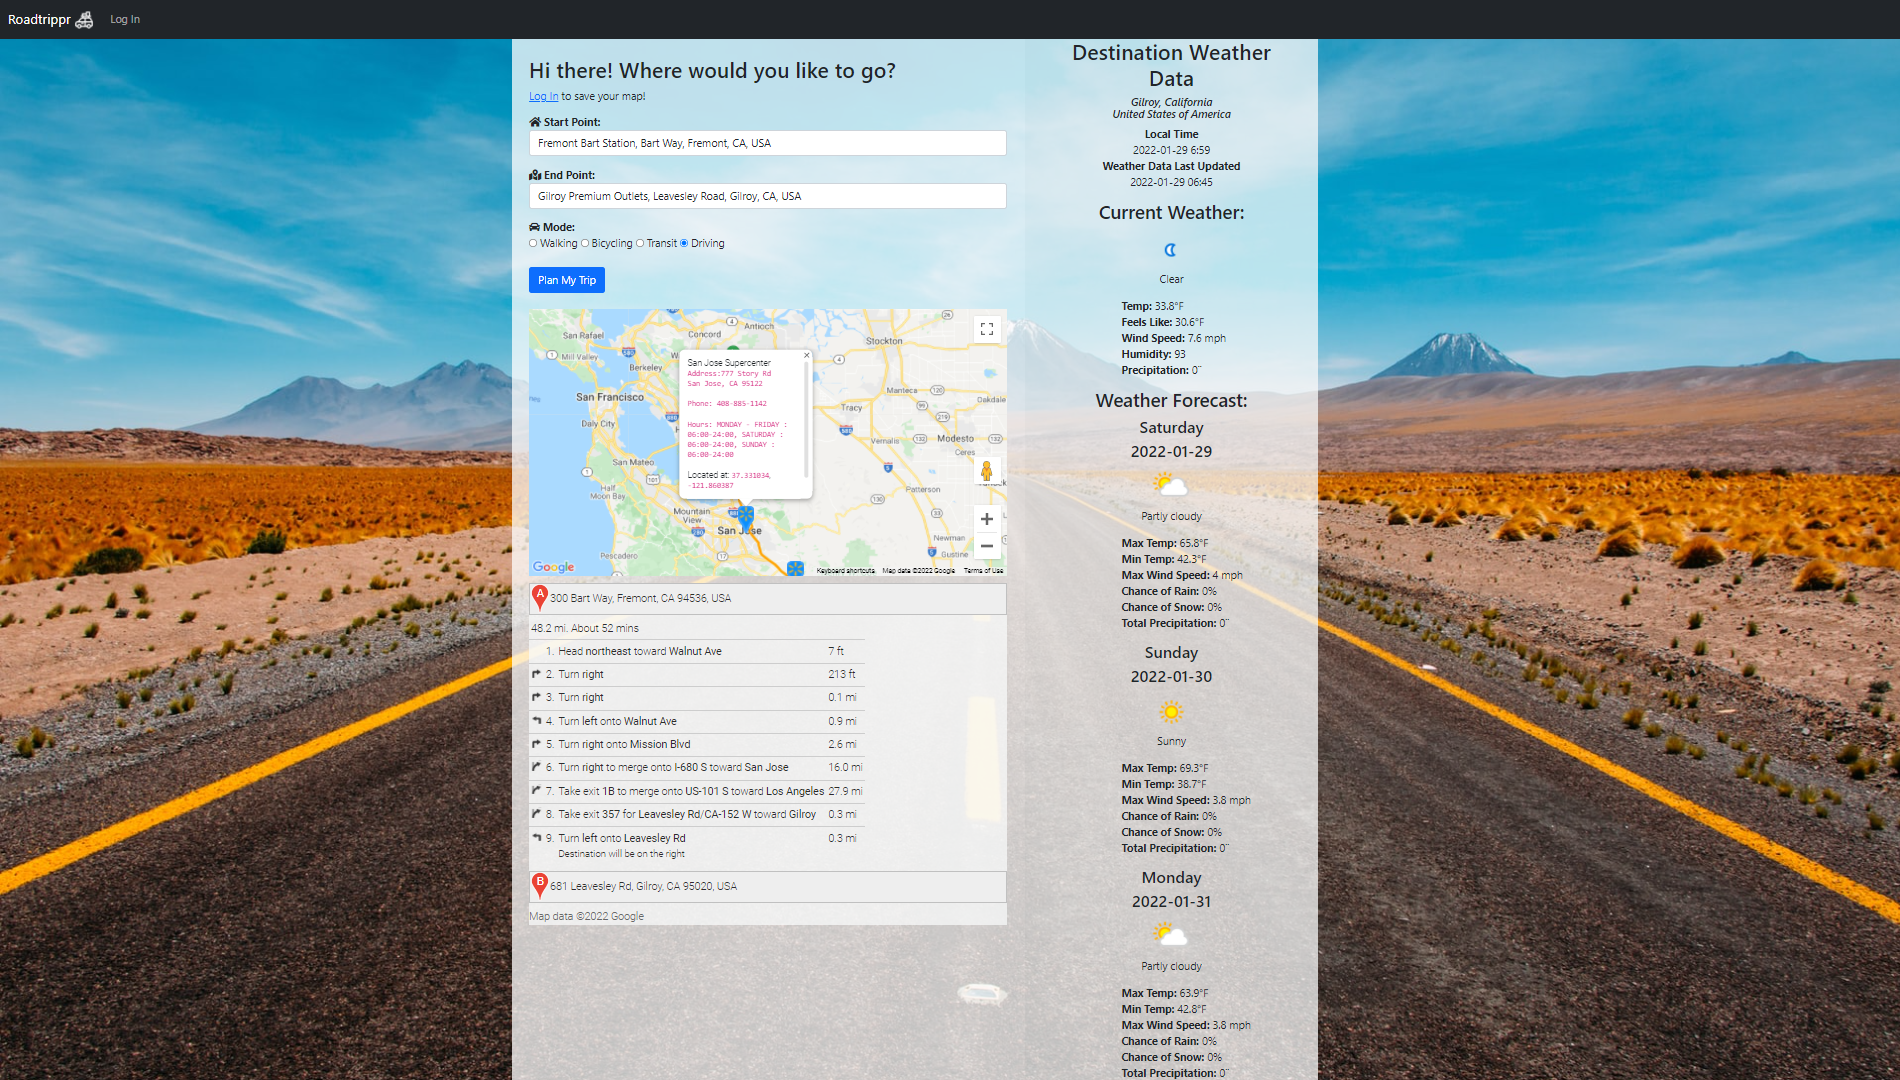 Roadtrippr
Log In
Hi there! Where would you like to go?
Log In to save your map!
Start Point:
Fremont Bart Station, Bart Way, Fremont, CA, USA
End Point:
Gilroy Premium Outlets, Leavesley Road, Gilroy, CA, USA
Mode:
Walking Bicycling Transit Driving
Plan My Trip
San Rafael
Concord
Antioch
Stockton
Mill Valley
Berkeley
San Francisco
Daly City
San Mateo
Half
Moon Bay
Mountain
View
San Jose
Pescadero
Tracy
Manteca
Oakdale
Vernalis
Modesto
Ceres
Patterson
Newman
Gustine
San Jose Supercenter
Address:777 Story Rd
San Jose, CA 95122
Phone: 408-885-1142
Hours: MONDAY - FRIDAY :
06:00-24:00, SATURDAY :
06:00-24:00, SUNDAY :
06:00-24:00
Located at: 37.331034,
-121.860387
Google
Keyboard shortcuts
Map data ©2022 Google
Terms of Use
A
300 Bart Way, Fremont, CA 94536, USA
48.2 mi. About 52 mins
1. Head northeast toward Walnut Ave 7 ft
2. Turn right 213 ft
3. Turn right 0.1 mi
4. Turn left onto Walnut Ave 0.9 mi
5. Turn right onto Mission Blvd 2.6 mi
6. Turn right to merge onto I-680 S toward San Jose 16.0 mi
7. Take exit 1B to merge onto US-101 S toward Los Angeles 27.9 mi
8. Take exit 357 for Leavesley Rd/CA-152 W toward Gilroy 0.3 mi
9. Turn left onto Leavesley Rd 0.3 mi
Destination will be on the right
B
681 Leavesley Rd, Gilroy, CA 95020, USA
Map data ©2022 Google
Destination Weather
Data
Gilroy, California
United States of America
Local Time
2022-01-29 6:59
Weather Data Last Updated
2022-01-29 06:45
Current Weather:
Clear
Temp: 33.8°F
Feels Like: 30.6°F
Wind Speed: 7.6 mph
Humidity: 93
Precipitation: 0¨
Weather Forecast:
Saturday
2022-01-29
Partly cloudy
Max Temp: 65.8°F
Min Temp: 42.3°F
Max Wind Speed: 4 mph
Chance of Rain: 0%
Chance of Snow: 0%
Total Precipitation: 0¨
Sunday
2022-01-30
Sunny
Max Temp: 69.3°F
Min Temp: 38.7°F
Max Wind Speed: 3.8 mph
Chance of Rain: 0%
Chance of Snow: 0%
Total Precipitation: 0¨
Monday
2022-01-31
Partly cloudy
Max Temp: 63.9°F
Min Temp: 42.8°F
Max Wind Speed: 3.8 mph
Chance of Rain: 0%
Chance of Snow: 0%
Total Precipitation: 0¨